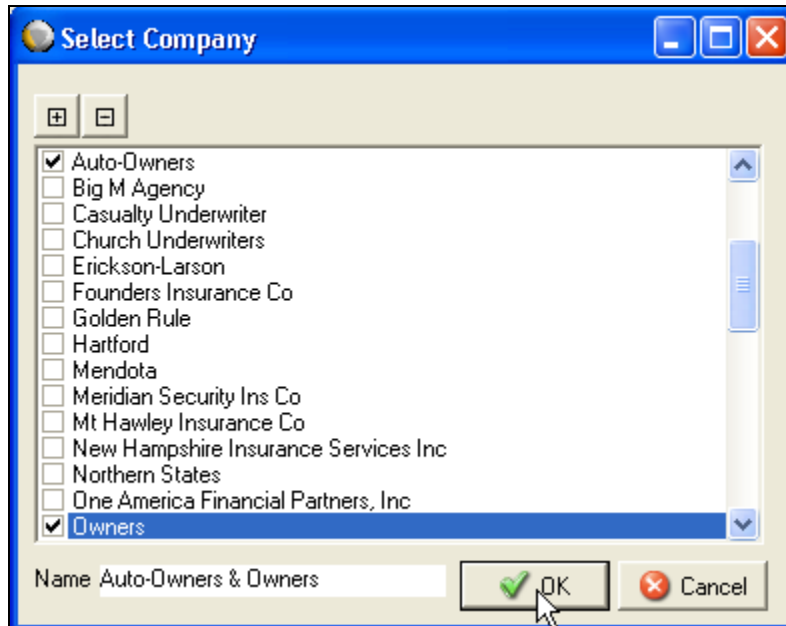 Select Company
Auto-Owners
Big M Agency
Casualty Underwriter
Church Underwriters
Erickson-Larson
Founders Insurance Co
Golden Rule
Hartford
Mendota
Meridian Security Ins Co
Mt Hawley Insurance Co
New Hampshire Insurance Services Inc
Northern States
One America Financial Partners, Inc
Owners
Name Auto-Owners & Owners OK Cancel